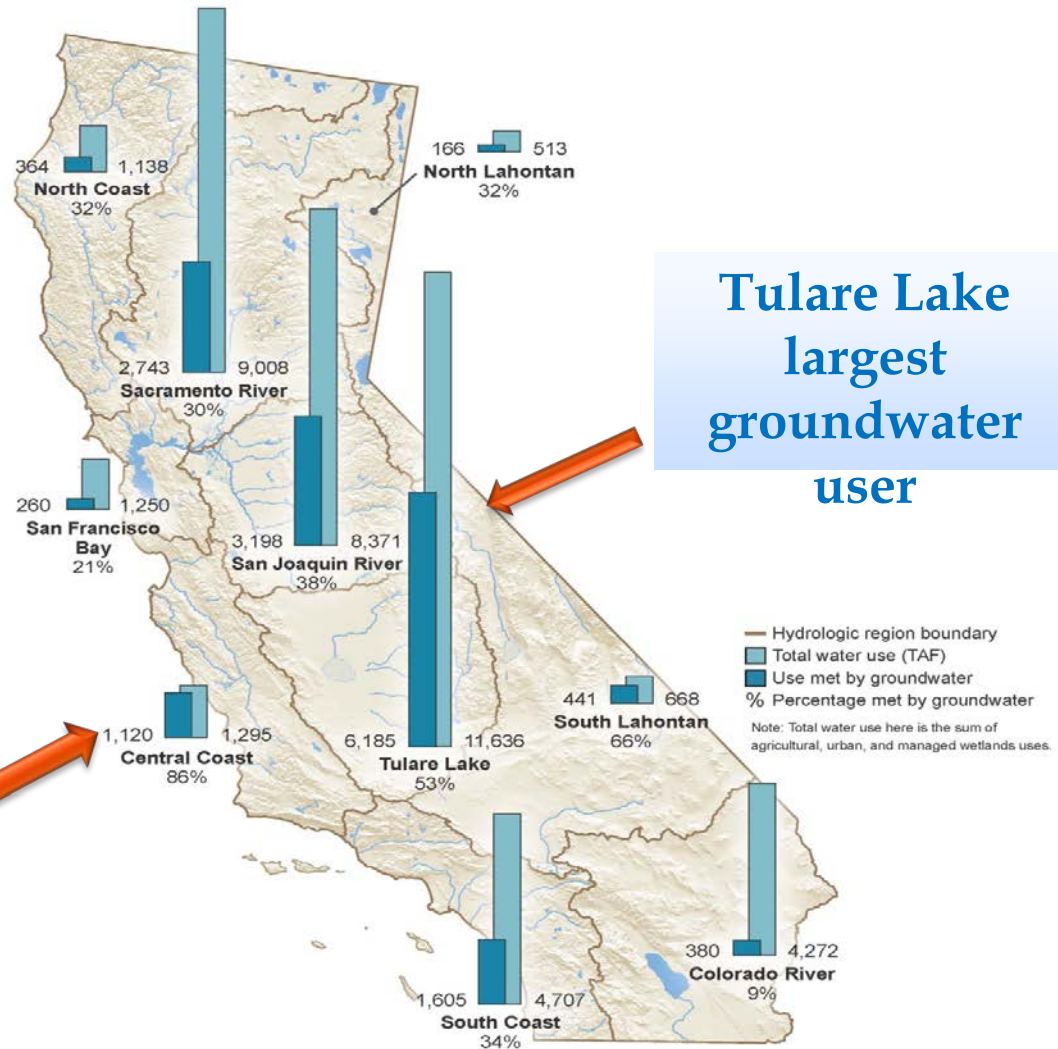 364 1,138
North Coast
32%
166 513
North Lahontan
32%
2,743 9,008
Sacramento River
30%
Tulare Lake
largest
groundwater
user
260 1,250
San Francisco
Bay
21%
3,198 8,371
San Joaquin River
38%
Hydrologic region boundary
Total water use (TAF)
Use met by groundwater
% Percentage met by groundwater
Note: Total water use here is the sum of
agricultural, urban, and managed wetlands uses.
1,120 1,295
Central Coast
86%
6,185 11,636
Tulare Lake
53%
441 668
South Lahontan
66%
1,605 4,707
South Coast
34%
380 4,272
Colorado River
9%